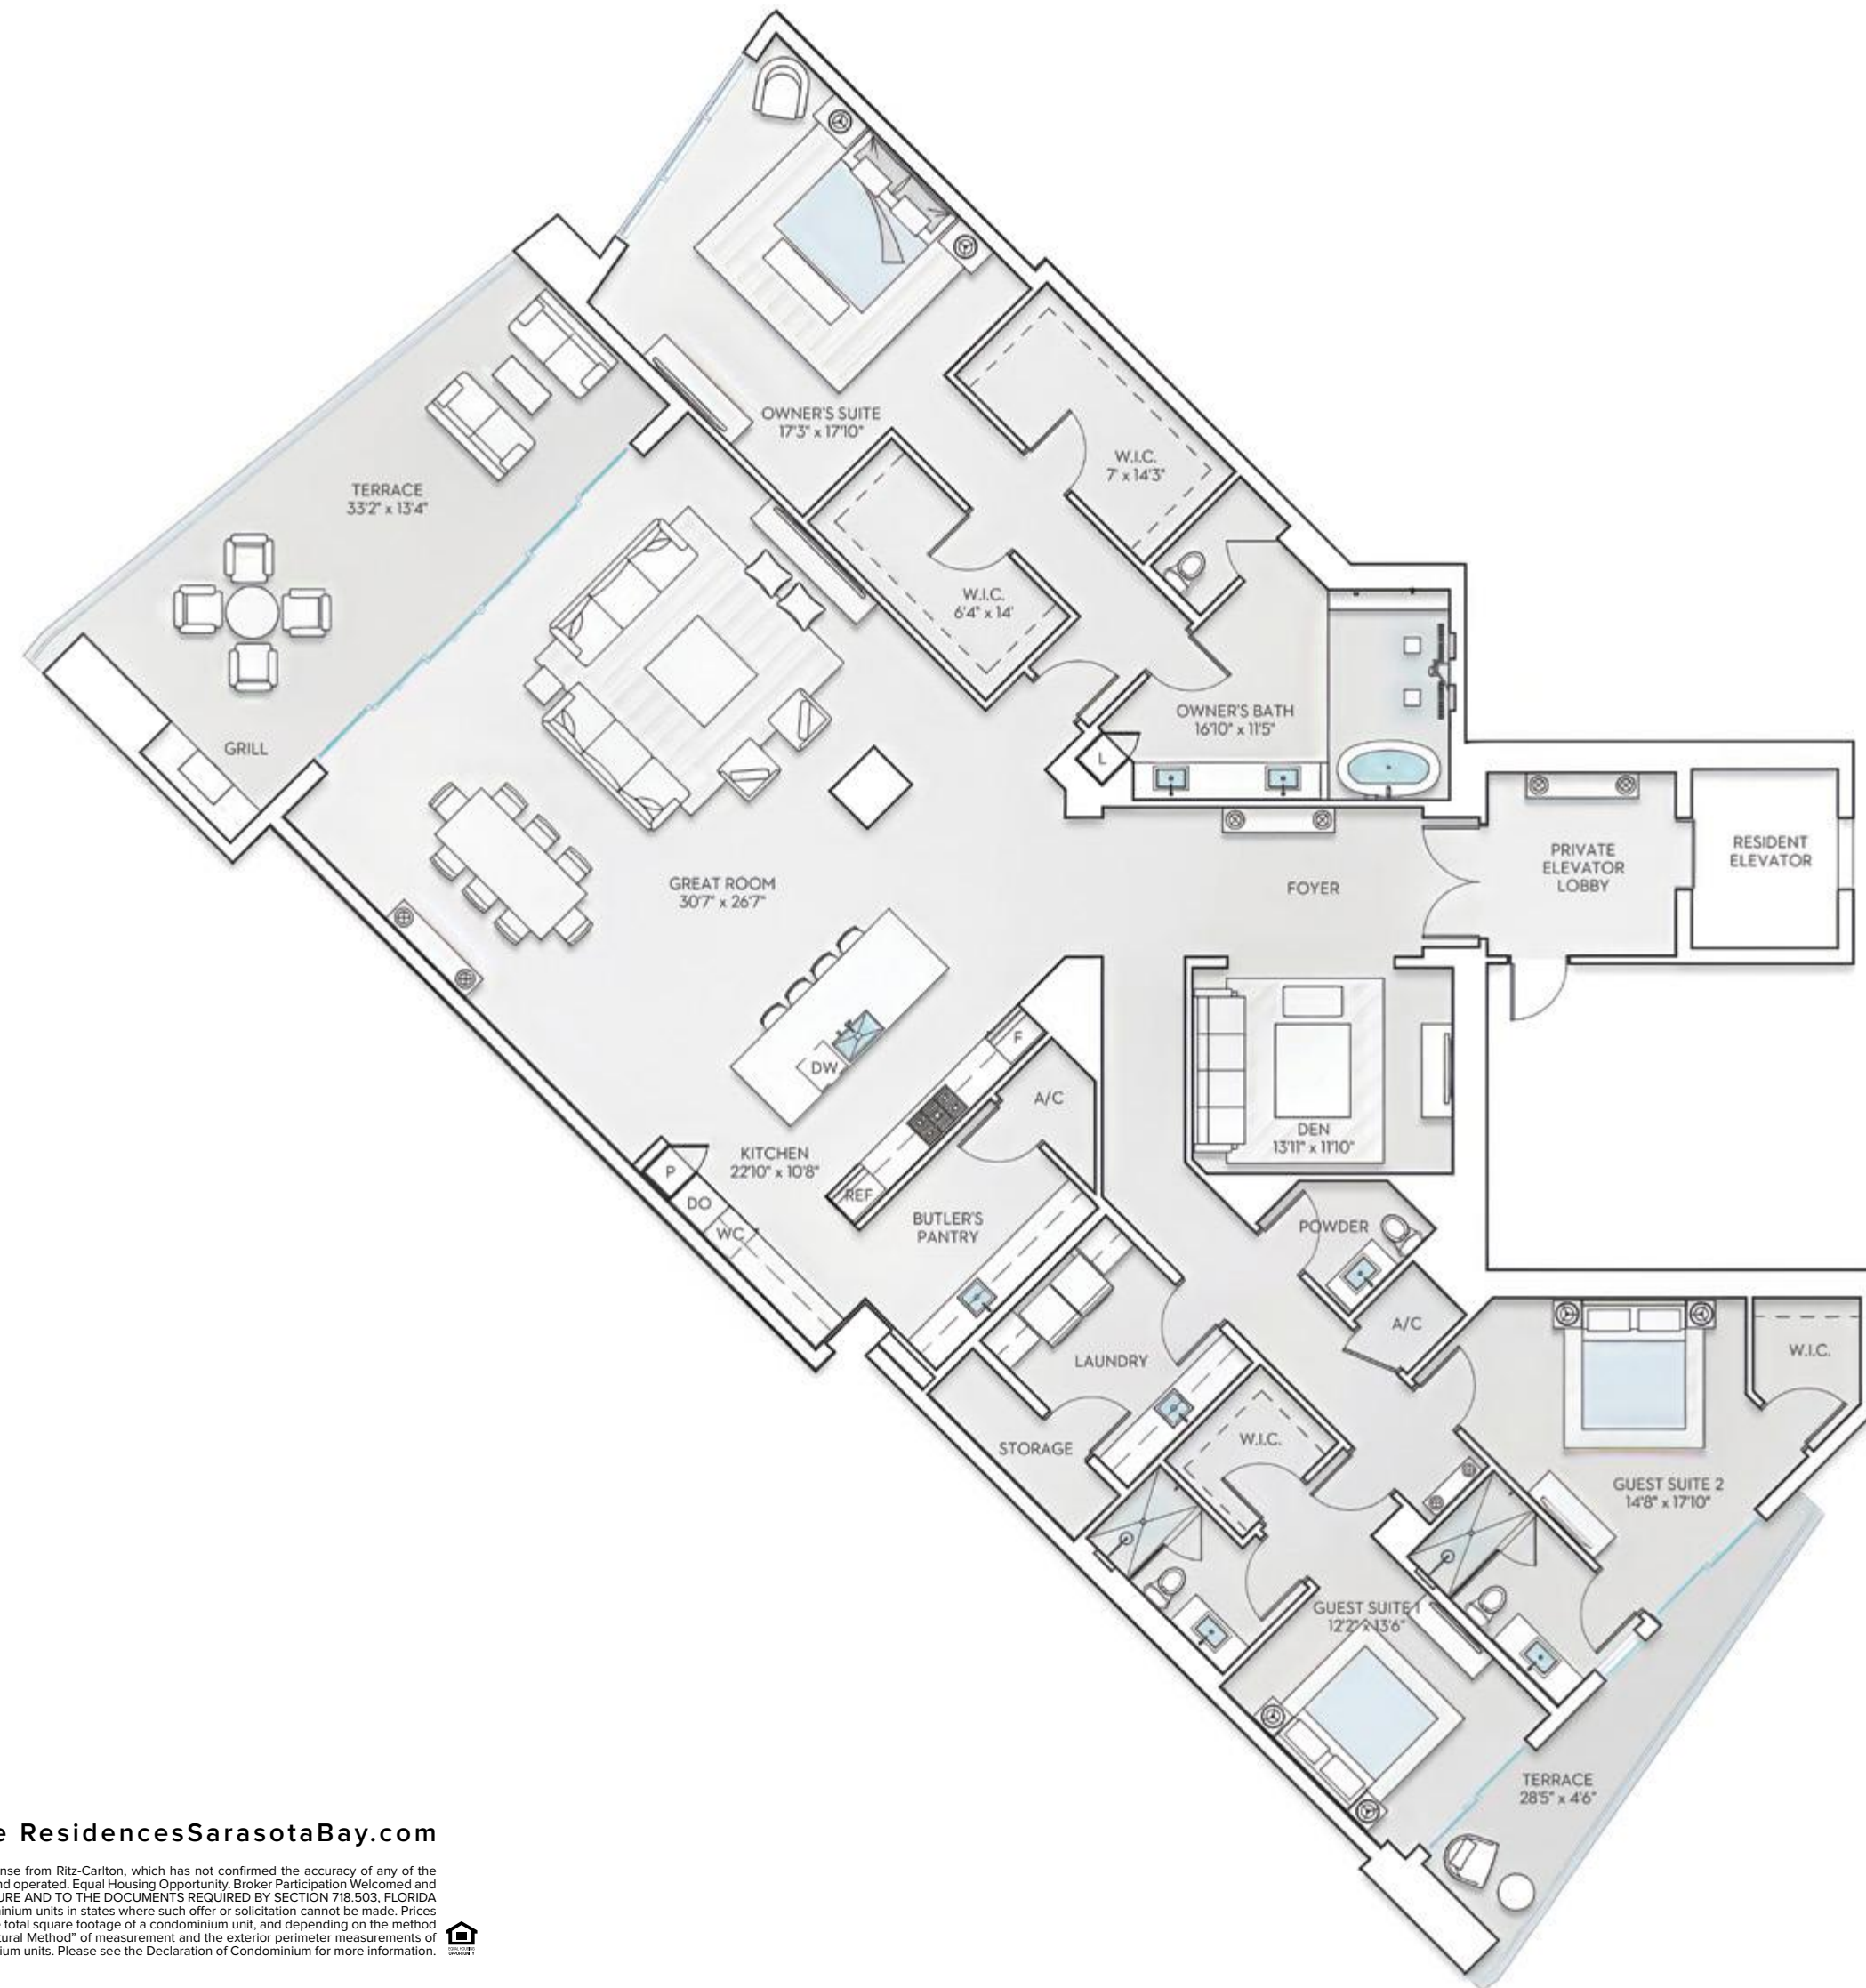 OWNER'S SUITE
17'3" x 17'10"
W.I.C.
7' x 14'3"
TERRACE
33'2" x 13'4"
W.I.C.
6'4" x 14'
OWNER'S BATH
16'10" x 11'5"
GRILL
L
PRIVATE
ELEVATOR
LOBBY
RESIDENT
ELEVATOR
GREAT ROOM
30'7" x 26'7"
FOYER
F
DW
A/C
DEN
13'11" x 11'10"
KITCHEN
22'10" x 10'8"
P
DO
WC
REF
BUTLER'S
PANTRY
POWDER
A/C
LAUNDRY
W.I.C.
STORAGE
W.I.C.
GUEST SUITE 2
14'8" x 17'10"
GUEST SUITE 1
12'2" x 13'6"
TERRACE
28'5" x 4'6"
e ResidencesSarasotaBay.com
nse from Ritz-Carlton, which has not confirmed the accuracy of any of the
nd operated. Equal Housing Opportunity. Broker Participation Welcomed and
URE AND TO THE DOCUMENTS REQUIRED BY SECTION 718.503, FLORIDA
inium units in states where such offer or solicitation cannot be made. Prices
total square footage of a condominium unit, and depending on the method
tural Method” of measurement and the exterior perimeter measurements of
ium units. Please see the Declaration of Condominium for more information.
EQUAL HOUSING
OPPORTUNITY